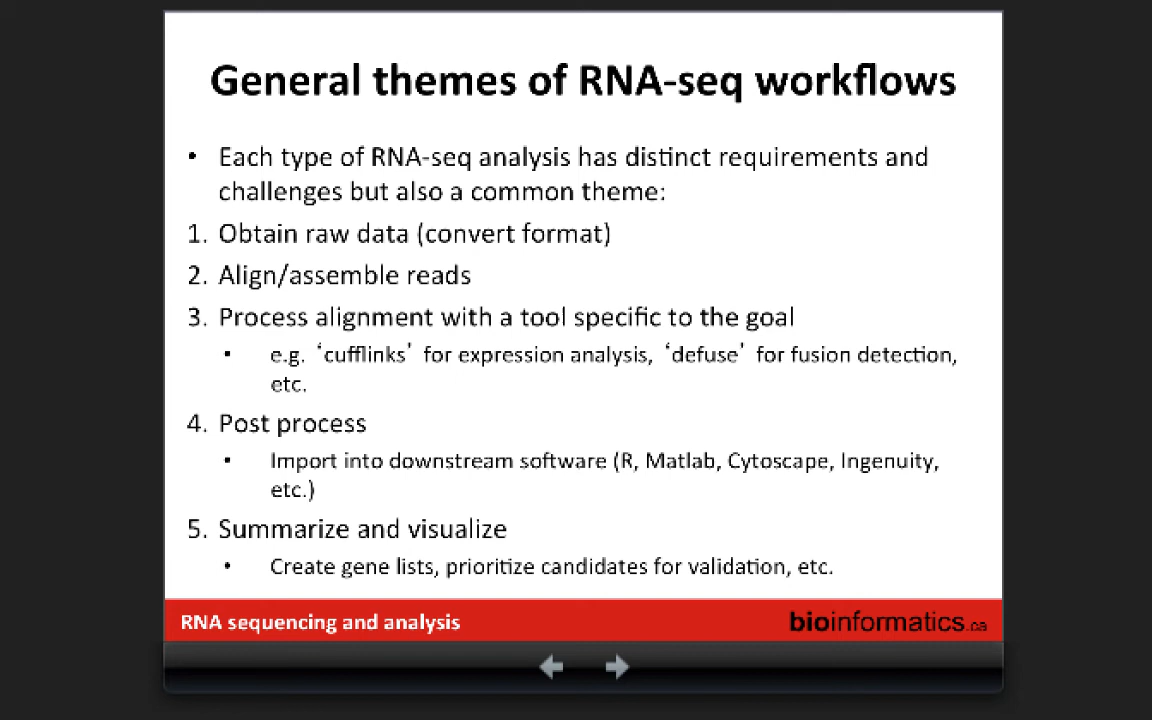 General themes of RNA-seq workflows
• Each type of RNA-seq analysis has distinct requirements and
challenges but also a common theme:
1. Obtain raw data (convert format)
2. Align/assemble reads
3. Process alignment with a tool specific to the goal
• e.g. ‘cufflinks’ for expression analysis, ‘defuse’ for fusion detection,
etc.
4. Post process
• Import into downstream software (R, Matlab, Cytoscape, Ingenuity,
etc.)
5. Summarize and visualize
• Create gene lists, prioritize candidates for validation, etc.
RNA sequencing and analysis
bioinformatics.ca